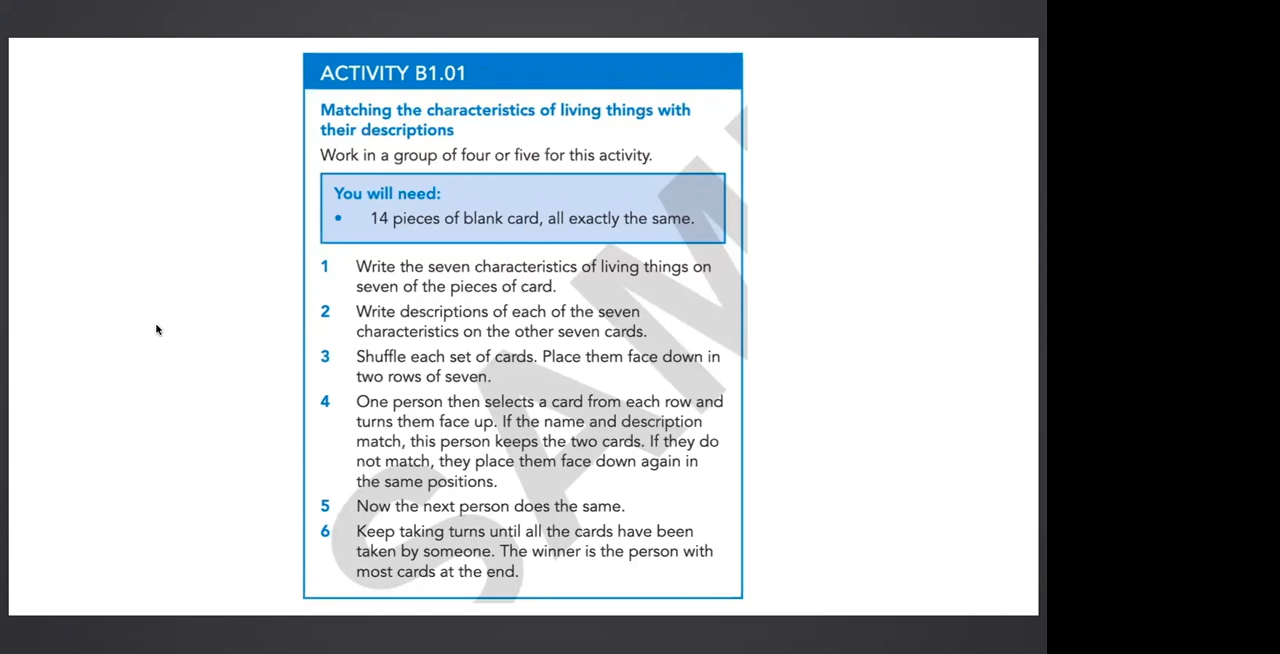 ACTIVITY B1.01
Matching the characteristics of living things with
their descriptions
Work in a group of four or five for this activity.
You will need:
• 14 pieces of blank card, all exactly the same.
1 Write the seven characteristics of living things on
seven of the pieces of card.
2 Write descriptions of each of the seven
characteristics on the other seven cards.
3 Shuffle each set of cards. Place them face down in
two rows of seven.
4 One person then selects a card from each row and
turns them face up. If the name and description
match, this person keeps the two cards. If they do
not match, they place them face down again in
the same positions.
5 Now the next person does the same.
6 Keep taking turns until all the cards have been
taken by someone. The winner is the person with
most cards at the end.
SAM